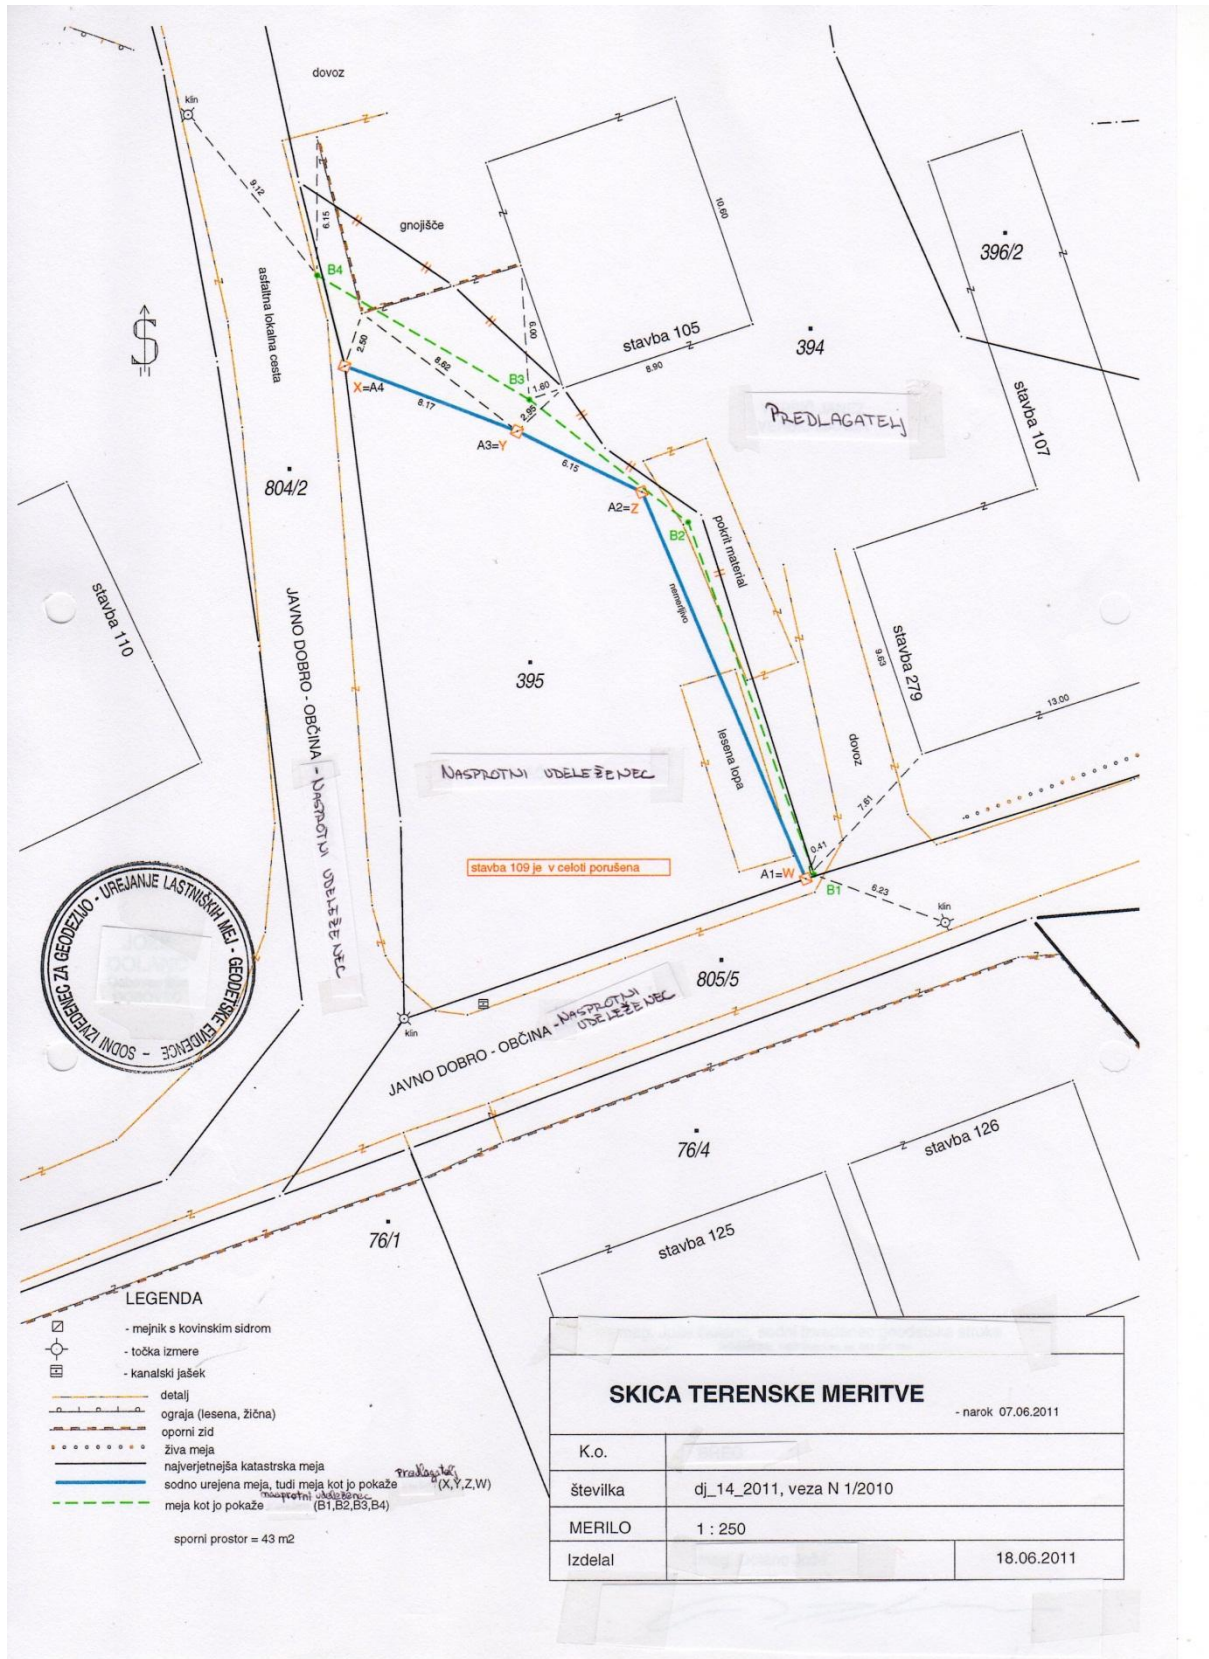 dovoz
klin
9.12
6.15
gnojišče
10.60
396/2
B4
asfaltna lokalna cesta
S
2.50
8.62
6.00
stavba 105
8.90
394
X=A4
B3
1.60
8.17
2.95
PREDLAGATELJ
stavba 107
A3=Y
6.15
804/2
A2=Z
B2
pokrit material
nemerljivo
stavba 110
JAVNO DOBRO - OBČINA - NASPROTNI UDELEŽENEC
395
stavba 279
9.63
13.00
lesena lopa
dovoz
NASPROTNI UDELEŽENEC
7.61
0.41
stavba 109 je v celoti porušena
A1=W
B1
6.23
klin
SODNI IZVEDENEC ZA GEODEZIJO - UREJANJE LASTNIŠKIH MEJ - GEODETSKE EVIDENCE -
805/5
klin
JAVNO DOBRO - OBČINA - NASPROTNI
UDELEŽENEC
76/4
stavba 126
stavba 125
76/1
LEGENDA
- mejnik s kovinskim sidrom
- točka izmere
- kanalski jašek
detalj
ograja (lesena, žična)
oporni zid
živa meja
najverjetnejša katastrska meja
sodno urejena meja, tudi meja kot jo pokaže predlagatelj (X,Y,Z,W)
meja kot jo pokaže nasprotni udeleženec (B1,B2,B3,B4)
sporni prostor = 43 m2
SKICA TERENSKE MERITVE
- narok 07.06.2011
K.o.
številka dj_14_2011, veza N 1/2010
MERILO 1 : 250
Izdelal 18.06.2011